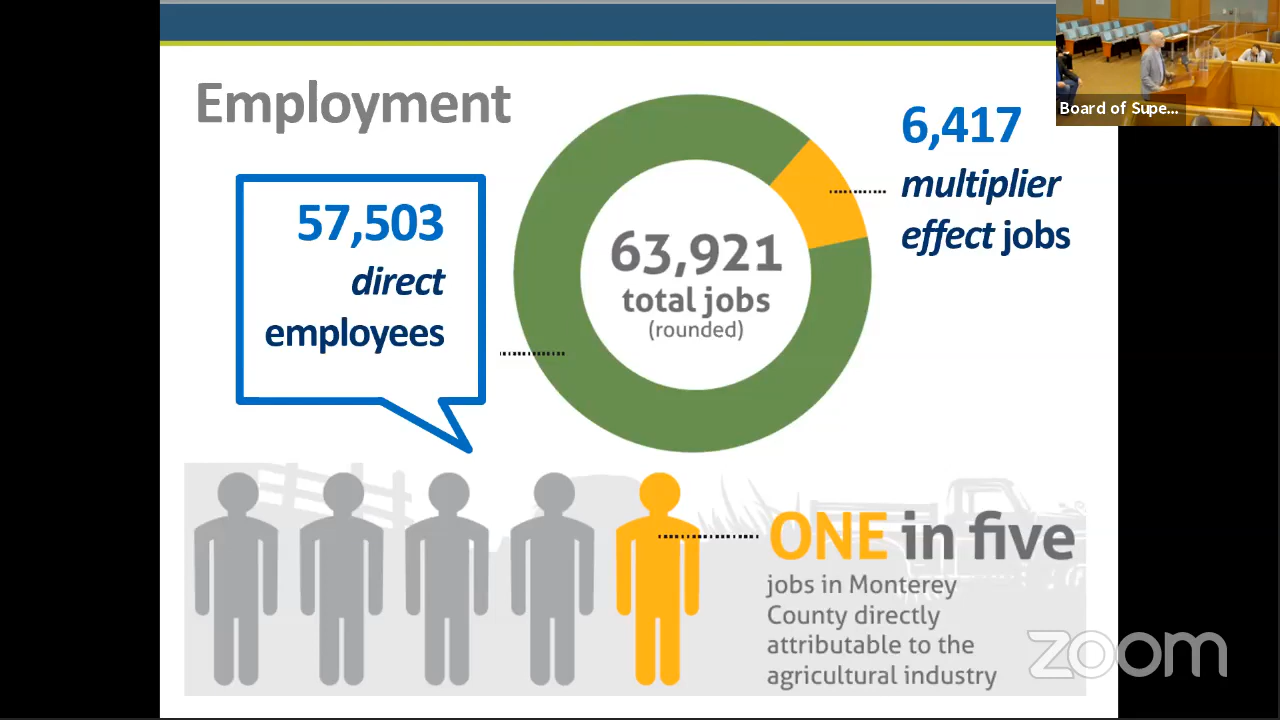 Employment
57,503
direct
employees
63,921
total jobs
(rounded)
6,417
multiplier
effect jobs
Board of Supe...
ONE in five
jobs in Monterey
County directly
attributable to the
agricultural industry
zoom